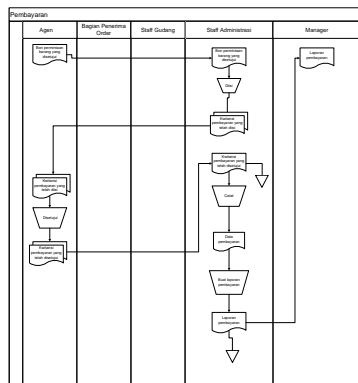 Pembayaran
Agen
Bagian Penerima
Order
Staff Gudang
Staff Administrasi
Manager
Bon permintaan
barang yang
disetujui
Bon permintaan
barang yang
disetujui
Laporan
pembayaran
Diisi
Kwitansi
pembayaran yang
telah diisi
Kwitansi
pembayaran yang
telah disetujui
Kwitansi
pembayaran yang
telah diisi
Catat
Disetujui
Data
pembayaran
Kwitansi
pembayaran yang
telah disetujui
Buat laporan
pembayaran
Laporan
pembayaran